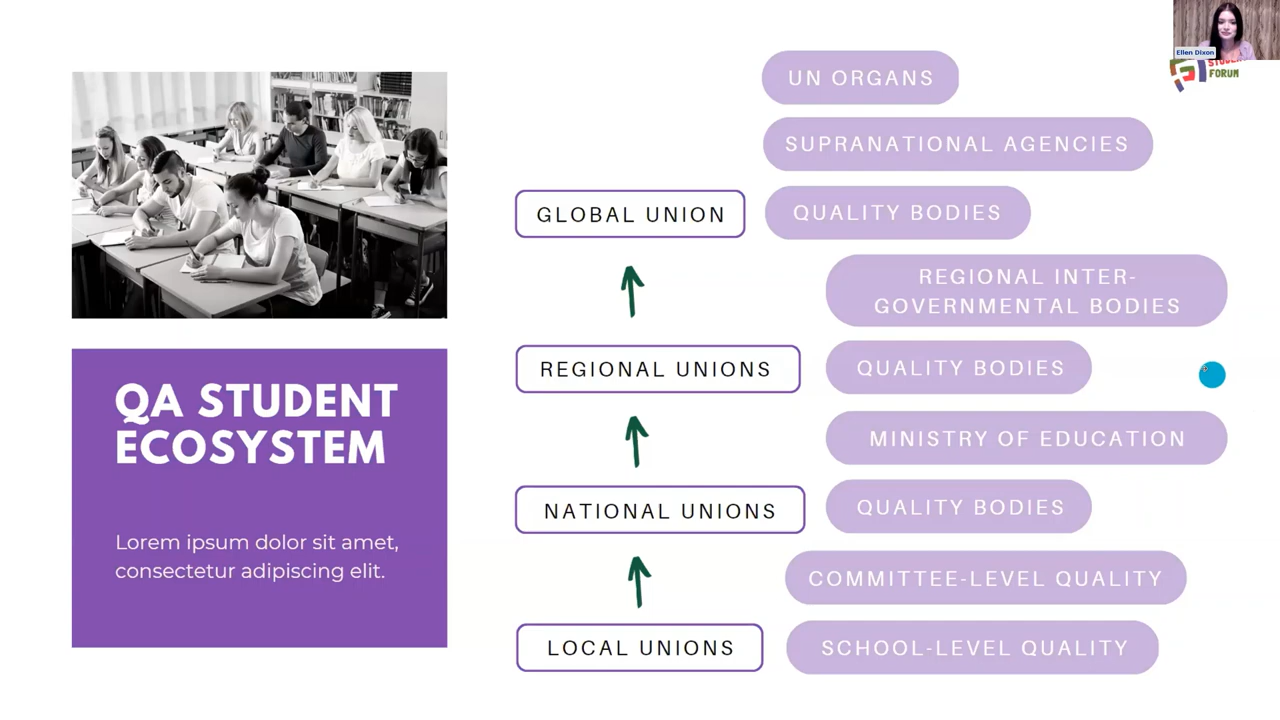 QA STUDENT
ECOSYSTEM
Lorem ipsum dolor sit amet,
consectetur adipiscing elit.
UN ORGANS
SUPRANATIONAL AGENCIES
GLOBAL UNION
QUALITY BODIES
REGIONAL INTER-
GOVERNMENTAL BODIES
REGIONAL UNIONS
QUALITY BODIES
MINISTRY OF EDUCATION
NATIONAL UNIONS
QUALITY BODIES
COMMITTEE-LEVEL QUALITY
LOCAL UNIONS
SCHOOL-LEVEL QUALITY
Ellen Dixon
FORUM